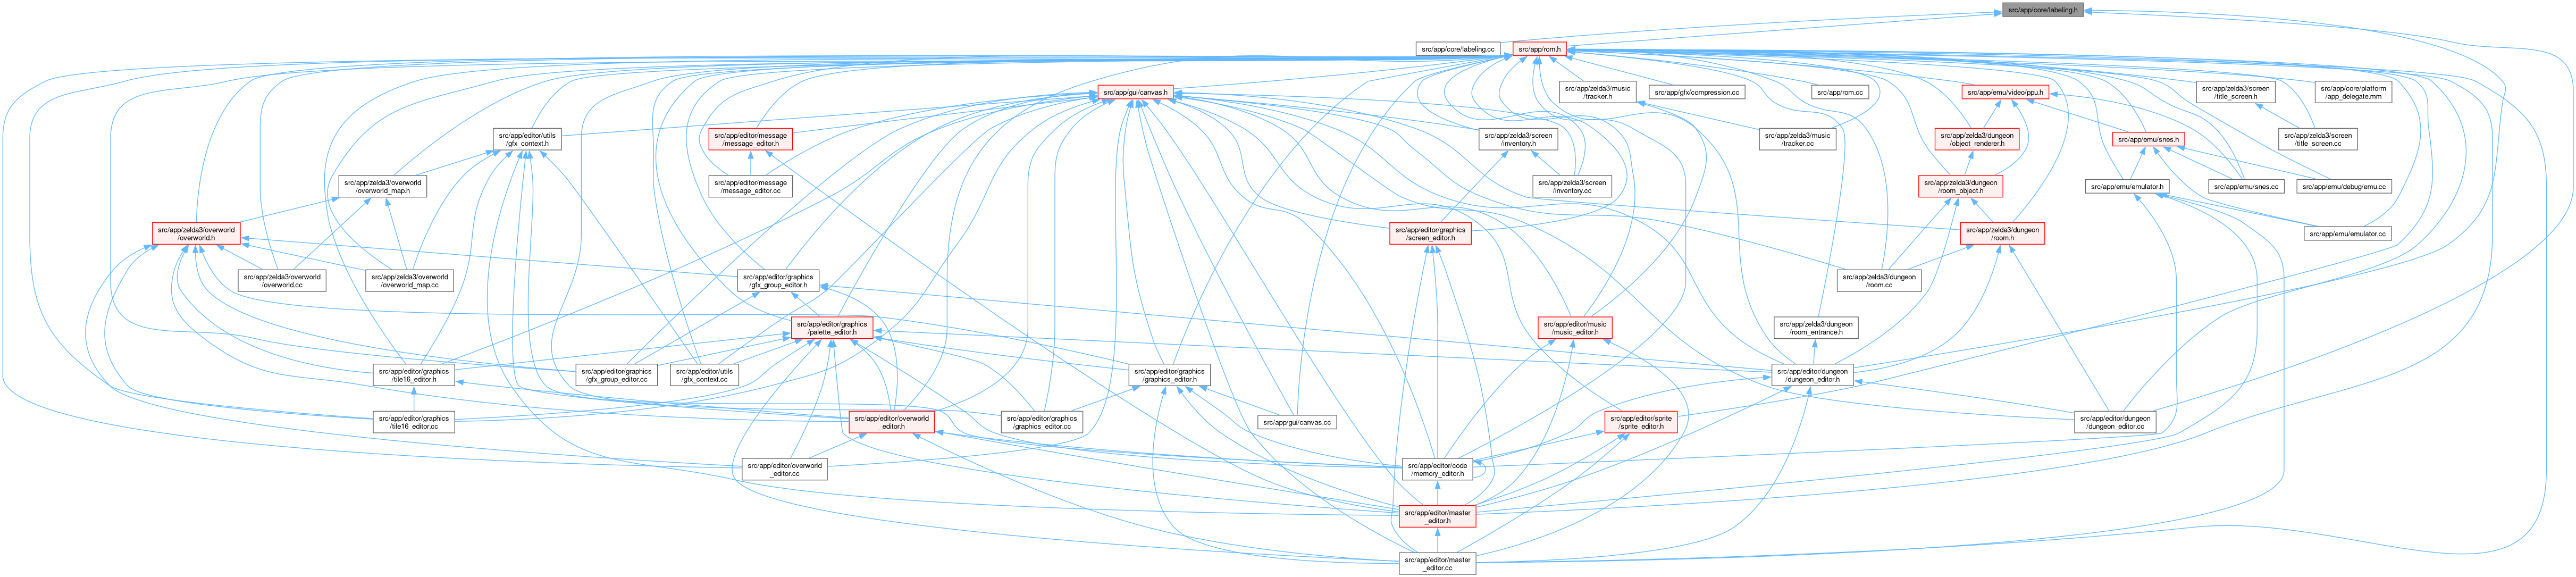 src/app/core/labeling.h
src/app/core/labeling.cc
src/app/rom.h
src/app/gui/canvas.h
src/app/zelda3/music
/tracker.h
src/app/gfx/compression.cc
src/app/rom.cc
src/app/emu/video/ppu.h
src/app/zelda3/screen
/title_screen.h
src/app/core/platform
/app_delegate.mm
src/app/editor/utils
/gfx_context.h
src/app/editor/message
/message_editor.h
src/app/zelda3/screen
/inventory.h
src/app/zelda3/music
/tracker.cc
src/app/zelda3/dungeon
/object_renderer.h
src/app/emu/snes.h
src/app/zelda3/screen
/title_screen.cc
src/app/zelda3/overworld
/overworld_map.h
src/app/editor/message
/message_editor.cc
src/app/zelda3/screen
/inventory.cc
src/app/zelda3/dungeon
/room_object.h
src/app/emu/emulator.h
src/app/emu/snes.cc
src/app/emu/debug/emu.cc
src/app/zelda3/overworld
/overworld.h
src/app/editor/graphics
/screen_editor.h
src/app/zelda3/dungeon
/room.h
src/app/emu/emulator.cc
src/app/zelda3/overworld
/overworld.cc
src/app/zelda3/overworld
/overworld_map.cc
src/app/editor/graphics
/gfx_group_editor.h
src/app/zelda3/dungeon
/room.cc
src/app/editor/graphics
/palette_editor.h
src/app/editor/music
/music_editor.h
src/app/zelda3/dungeon
/room_entrance.h
src/app/editor/graphics
/tile16_editor.h
src/app/editor/graphics
/gfx_group_editor.cc
src/app/editor/utils
/gfx_context.cc
src/app/editor/graphics
/graphics_editor.h
src/app/editor/dungeon
/dungeon_editor.h
src/app/editor/graphics
/tile16_editor.cc
src/app/editor/overworld
_editor.h
src/app/editor/graphics
/graphics_editor.cc
src/app/gui/canvas.cc
src/app/editor/sprite
/sprite_editor.h
src/app/editor/dungeon
/dungeon_editor.cc
src/app/editor/overworld
_editor.cc
src/app/editor/code
/memory_editor.h
src/app/editor/master
_editor.h
src/app/editor/master
_editor.cc